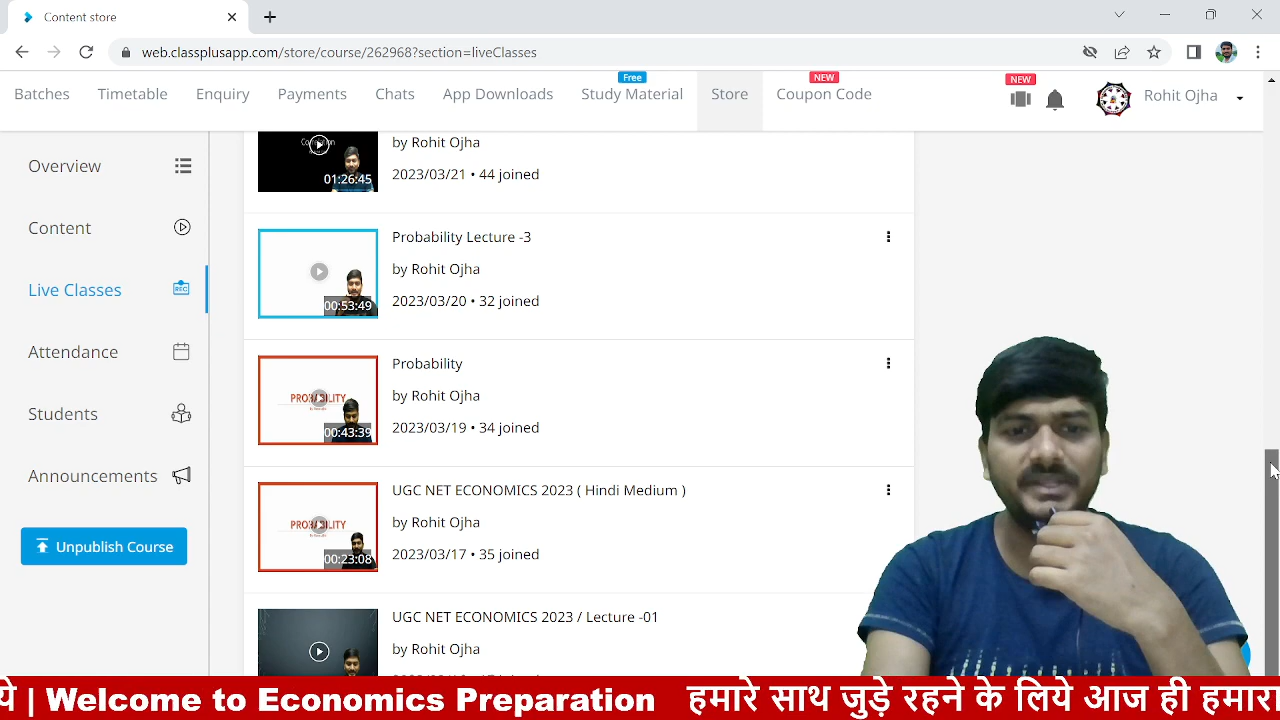 Content store
web.classplusapp.com/store/course/262968?section=liveClasses
Free
NEW
NEW
Batches
Timetable
Enquiry
Payments
Chats
App Downloads
Study Material
Store
Coupon Code
Rohit Ojha
Overview
Content
Live Classes
REC
Attendance
Students
Announcements
Unpublish Course
by Rohit Ojha
01:26:45
2023/03/21 • 44 joined
Probability Lecture -3
by Rohit Ojha
00:53:49
2023/03/20 • 32 joined
Probability
PROBABILITY
by Rohit Ojha
00:43:39
2023/03/19 • 34 joined
UGC NET ECONOMICS 2023 ( Hindi Medium )
PROBABILITY
by Rohit Ojha
00:23:08
2023/03/17 • 35 joined
UGC NET ECONOMICS 2023 / Lecture -01
by Rohit Ojha
ये | Welcome to Economics Preparation हमारे साथ जुड़े रहने के लिये आज ही हमारा